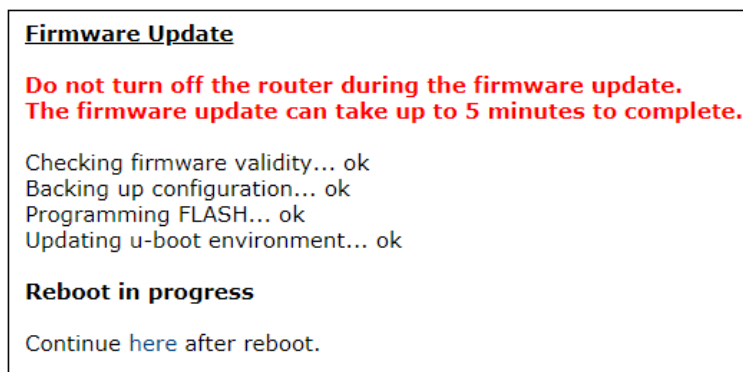 Firmware Update
Do not turn off the router during the firmware update.
The firmware update can take up to 5 minutes to complete.
Checking firmware validity... ok
Backing up configuration... ok
Programming FLASH... ok
Updating u-boot environment... ok
Reboot in progress
Continue here after reboot.